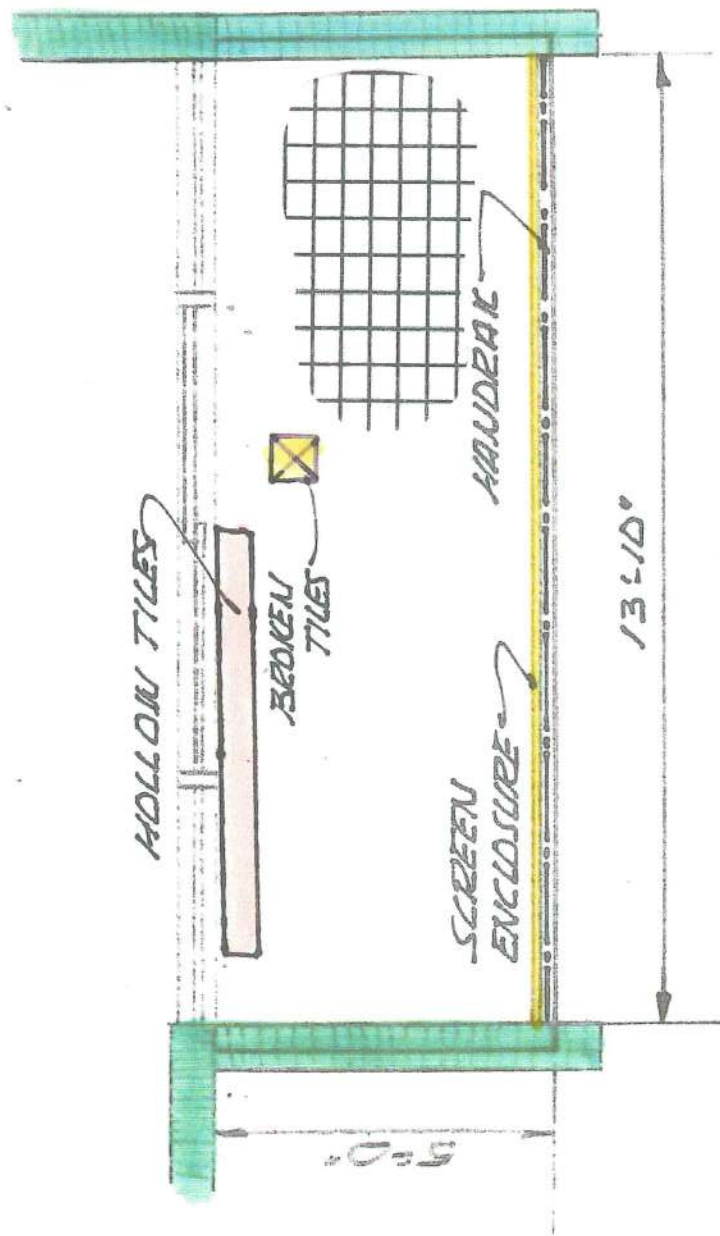 HOLLOW TILES
BROKEN
TILES
HANDRAIL
SCREEN
ENCLOSURE
13'-10"
5'-0"